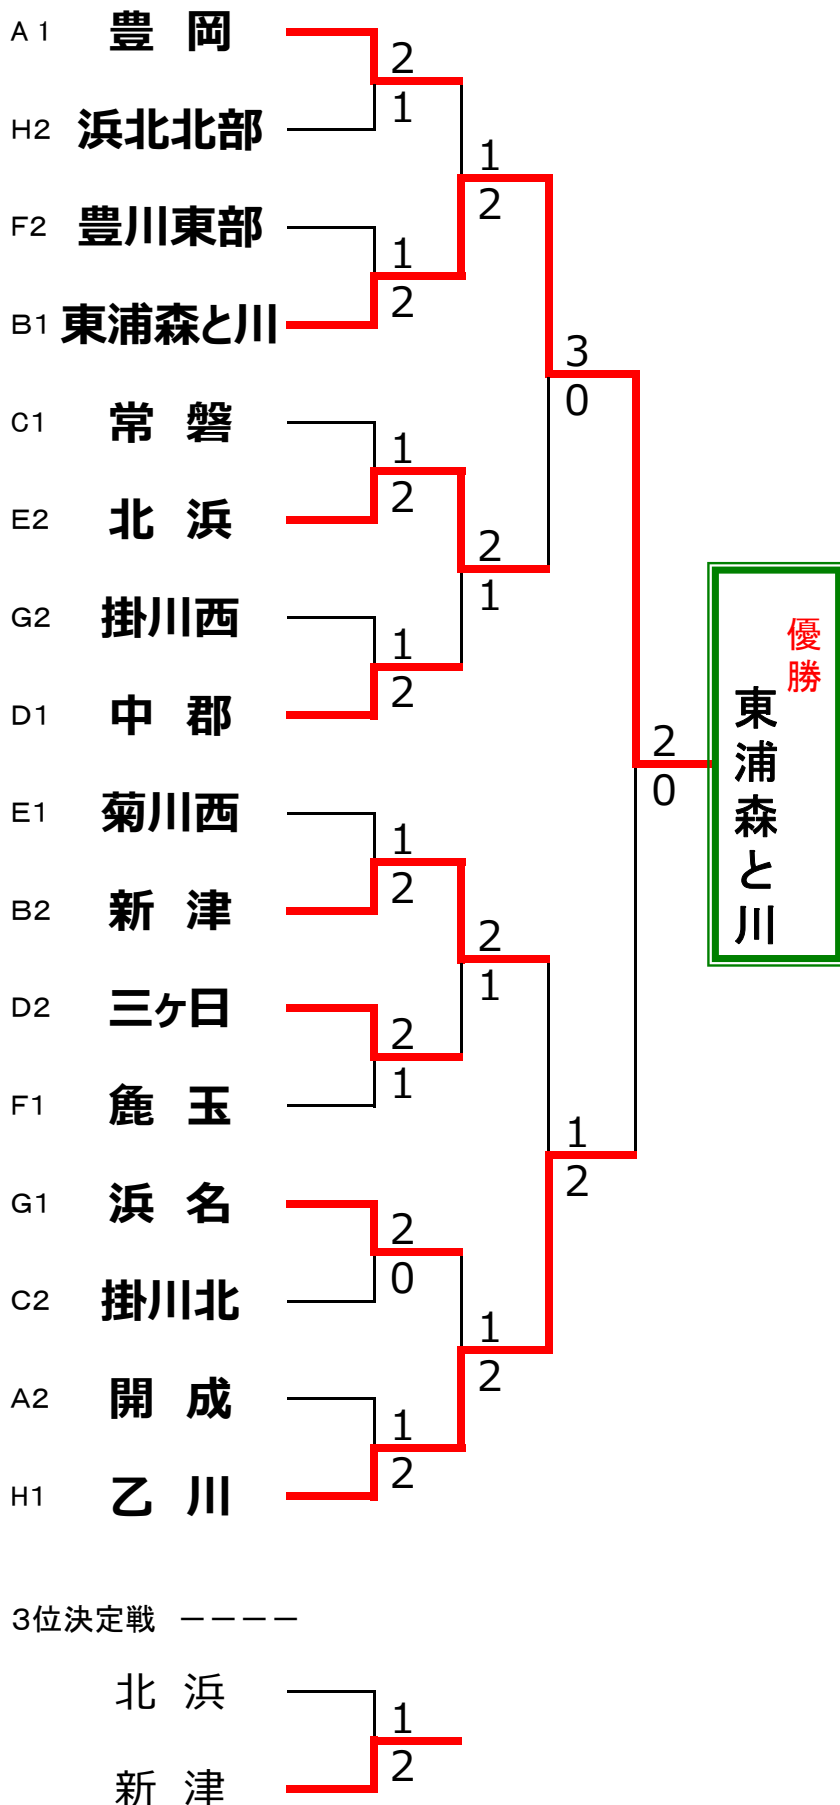 A1 豊岡
2
1
H2 浜北北部
1
2
F2 豊川東部
1
2
B1 東浦森と川
3
0
C1 常磐
1
2
E2 北浜
2
1
G2 掛川西
1
2
D1 中郡
優勝
東浦森と川
2
0
E1 菊川西
1
2
B2 新津
2
1
D2 三ヶ日
2
1
F1 麁玉
1
2
G1 浜名
2
0
C2 掛川北
1
2
A2 開成
1
2
H1 乙川
3位決定戦 ーーーー
北浜
1
2
新津